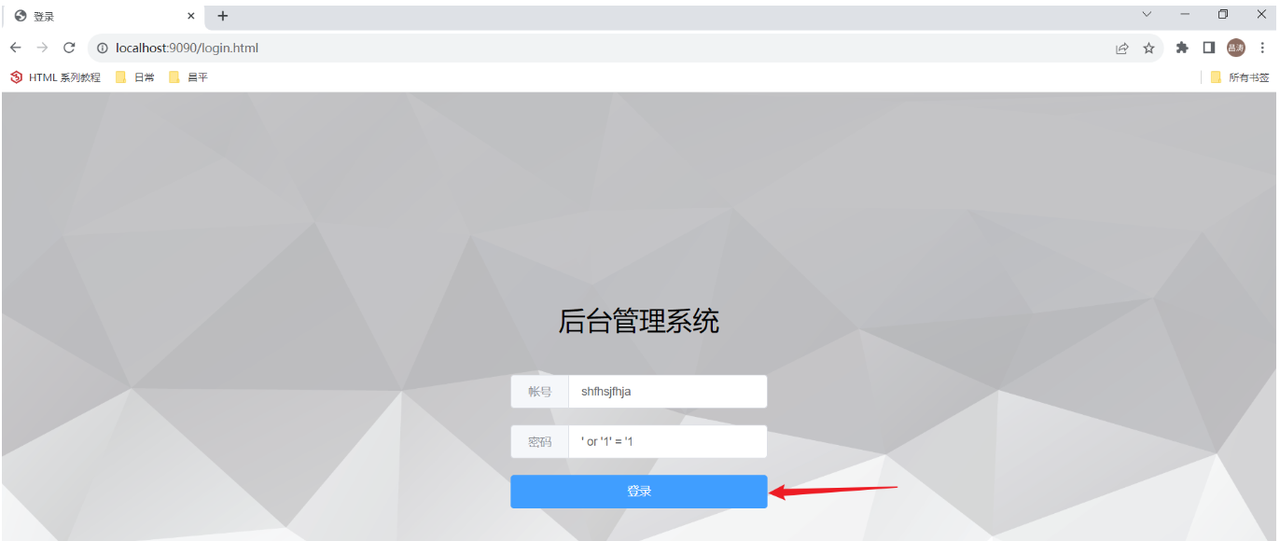 登录
localhost:9090/login.html
HTML 系列教程 日常 昌平 所有书签
后台管理系统
帐号 shfhsjfhja
密码 ' or '1' = '1
登录